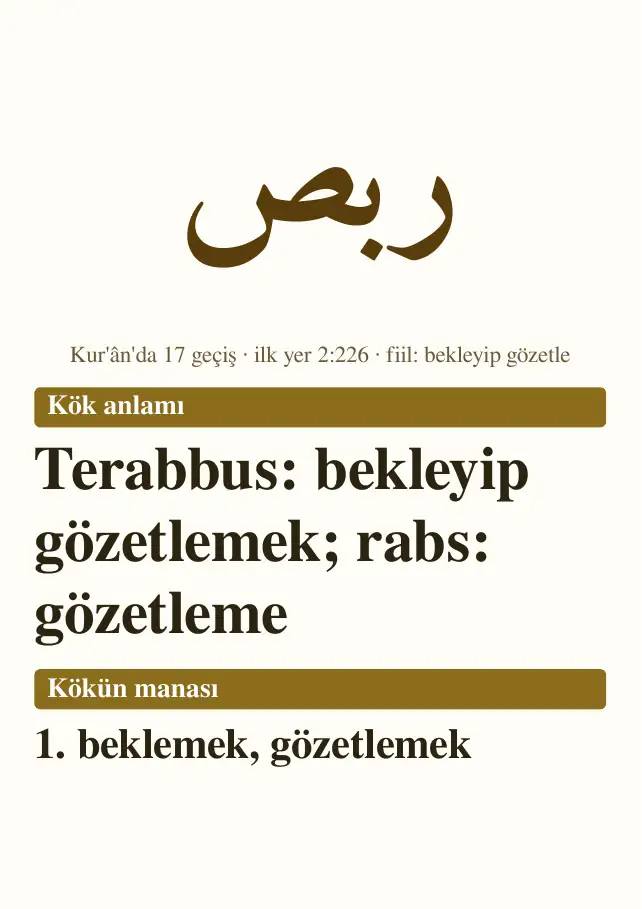 ربص
Kur'ân'da 17 geçiş · ilk yer 2:226 · fiil: bekleyip gözetle
Kök anlamı
Terabbus: bekleyip
gözetlemek; rabs:
gözetleme
Kökün manası
1. beklemek, gözetlemek